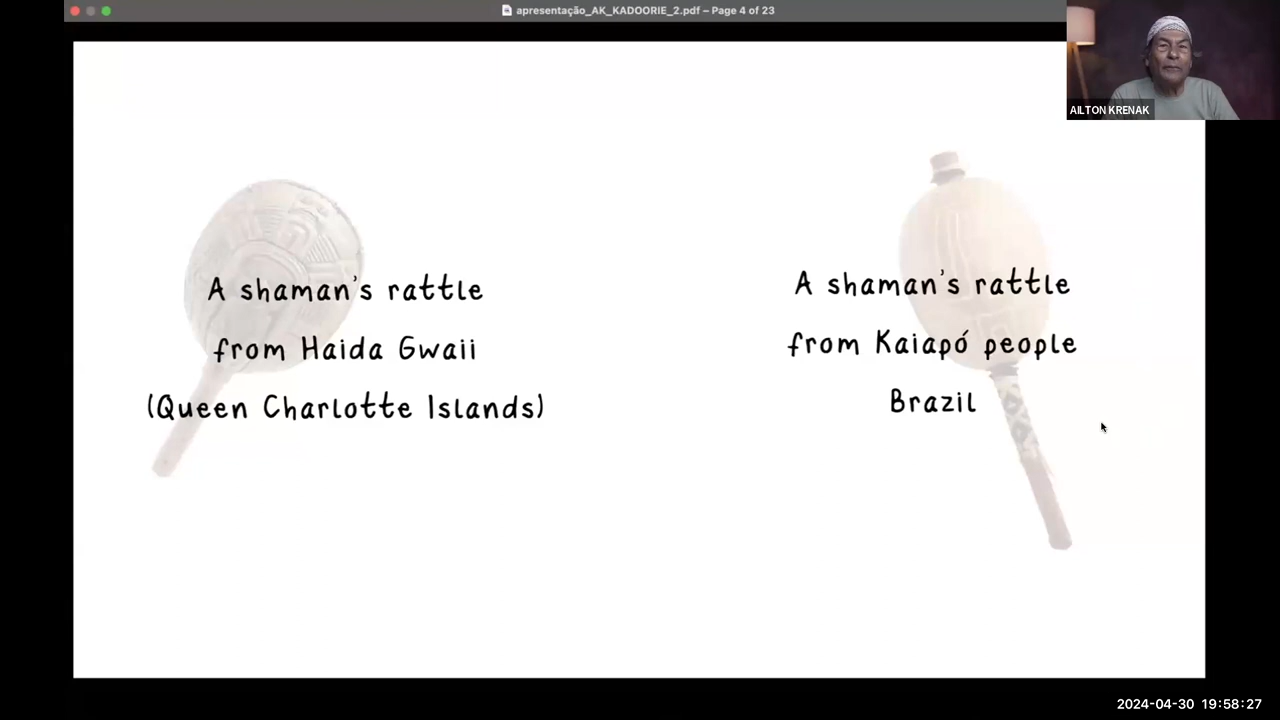 apresentação_AK_KADOORIE_2.pdf – Page 4 of 23
AILTON KRENAK
A shaman's rattle
from Haida Gwaii
(Queen Charlotte Islands)
A shaman's rattle
from Kaiapó people
Brazil
2024-04-30 19:58:27